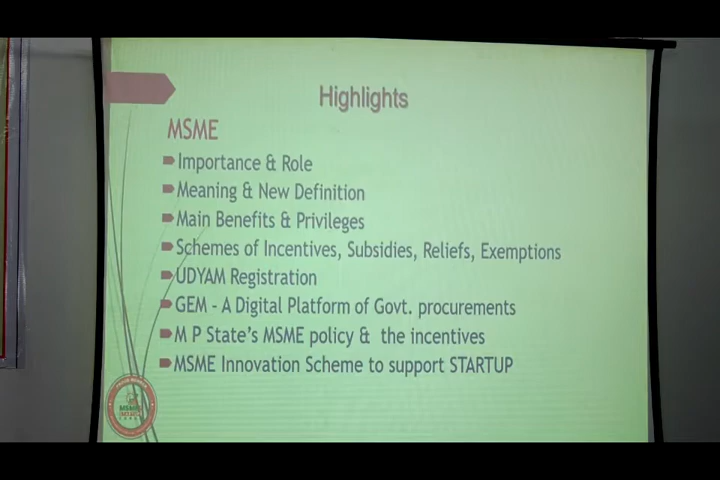 Highlights
MSME
Importance & Role
Meaning & New Definition
Main Benefits & Privileges
Schemes of Incentives, Subsidies, Reliefs, Exemptions
UDYAM Registration
GEM - A Digital Platform of Govt. procurements
M P State's MSME policy & the incentives
MSME Innovation Scheme to support STARTUP
MSME